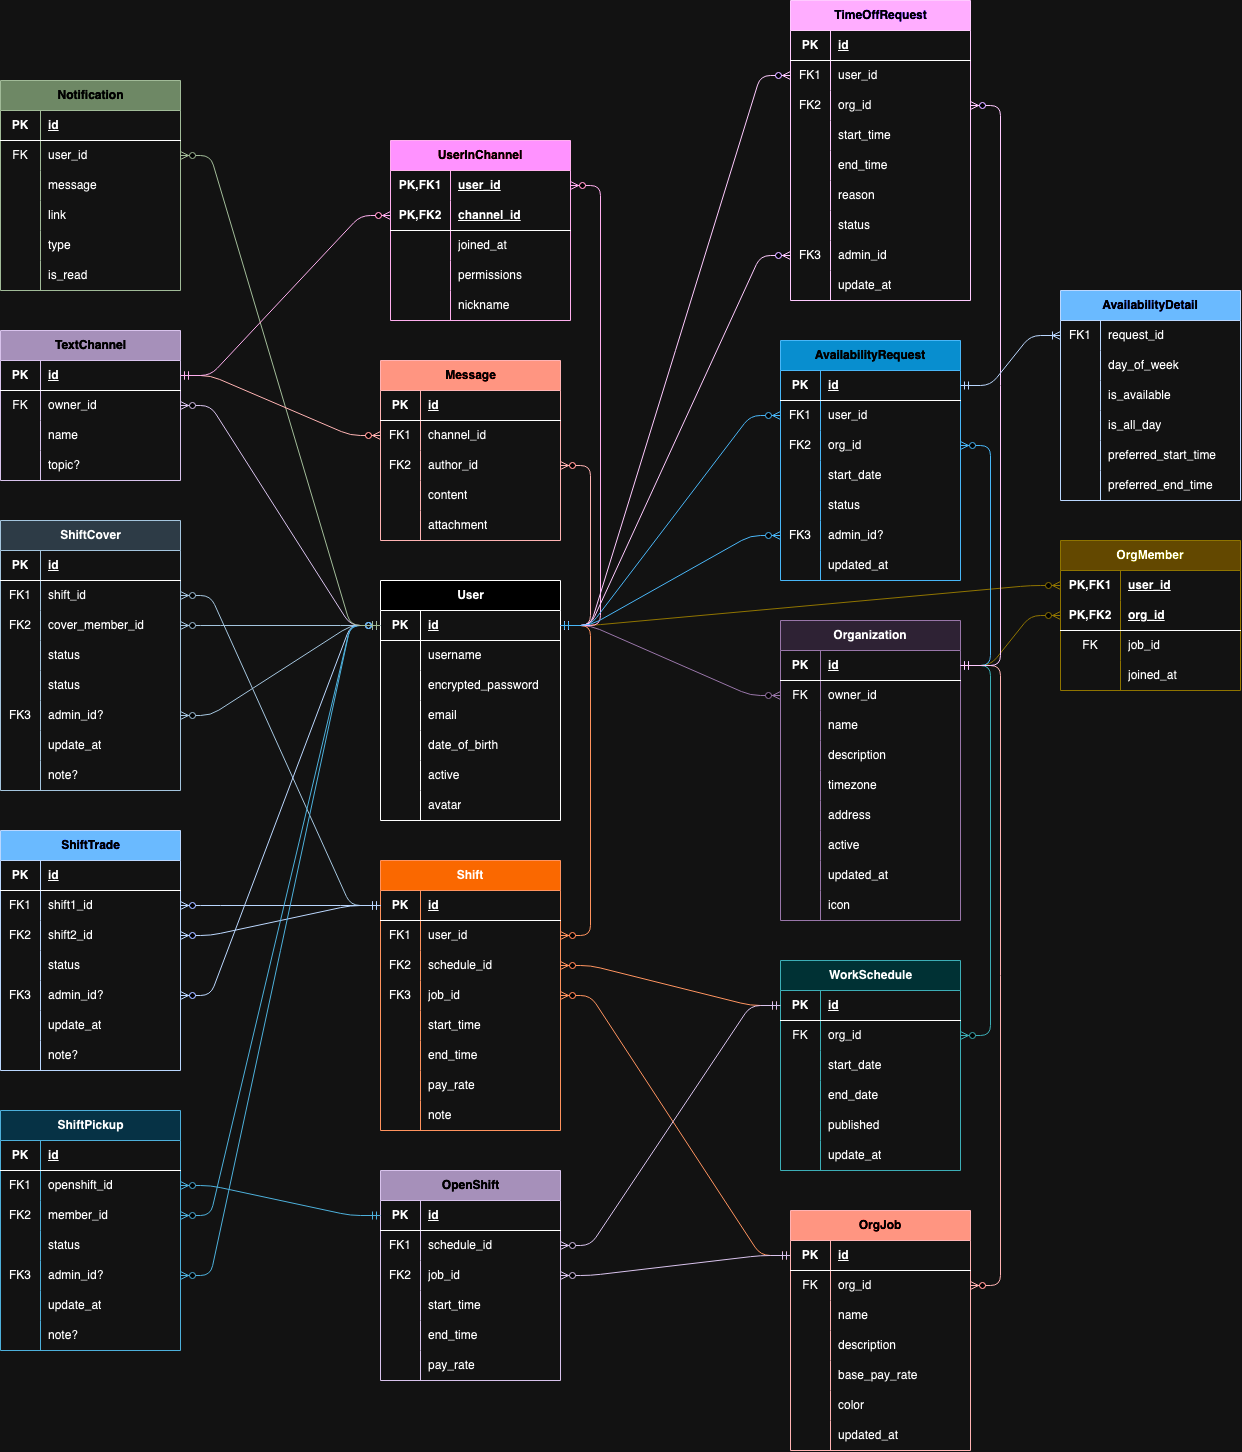 TimeOffRequest
PK id
FK1 user_id
FK2 org_id
start_time
end_time
reason
status
FK3 admin_id
update_at
Notification
PK id
FK user_id
message
link
type
is_read
UserInChannel
PK,FK1 user_id
PK,FK2 channel_id
joined_at
permissions
nickname
AvailabilityDetail
FK1 request_id
day_of_week
is_available
is_all_day
preferred_start_time
preferred_end_time
TextChannel
PK id
FK owner_id
name
topic?
AvailabilityRequest
PK id
FK1 user_id
FK2 org_id
start_date
status
FK3 admin_id?
updated_at
Message
PK id
FK1 channel_id
FK2 author_id
content
attachment
ShiftCover
PK id
FK1 shift_id
FK2 cover_member_id
status
status
FK3 admin_id?
update_at
note?
OrgMember
PK,FK1 user_id
PK,FK2 org_id
FK job_id
joined_at
User
PK id
username
encrypted_password
email
date_of_birth
active
avatar
Organization
PK id
FK owner_id
name
description
timezone
address
active
updated_at
icon
ShiftTrade
PK id
FK1 shift1_id
FK2 shift2_id
status
FK3 admin_id?
update_at
note?
Shift
PK id
FK1 user_id
FK2 schedule_id
FK3 job_id
start_time
end_time
pay_rate
note
WorkSchedule
PK id
FK org_id
start_date
end_date
published
update_at
ShiftPickup
PK id
FK1 openshift_id
FK2 member_id
status
FK3 admin_id?
update_at
note?
OpenShift
PK id
FK1 schedule_id
FK2 job_id
start_time
end_time
pay_rate
OrgJob
PK id
FK org_id
name
description
base_pay_rate
color
updated_at